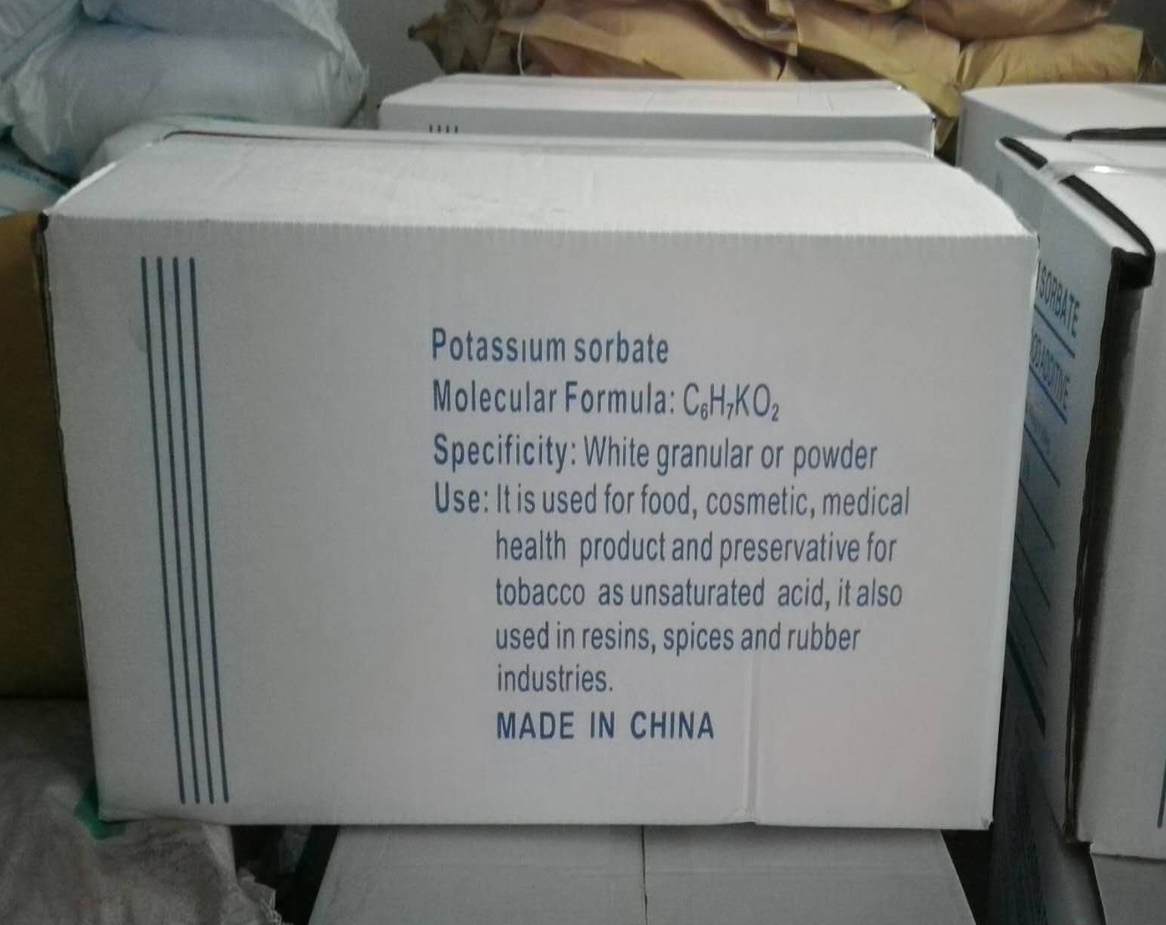 Potassium sorbate
Molecular Formula: C₆H₇KO₂
Specificity: White granular or powder
Use: It is used for food, cosmetic, medical
health product and preservative for
tobacco as unsaturated acid, it also
used in resins, spices and rubber
industries.
MADE IN CHINA
SORBATE
ADDITIVE